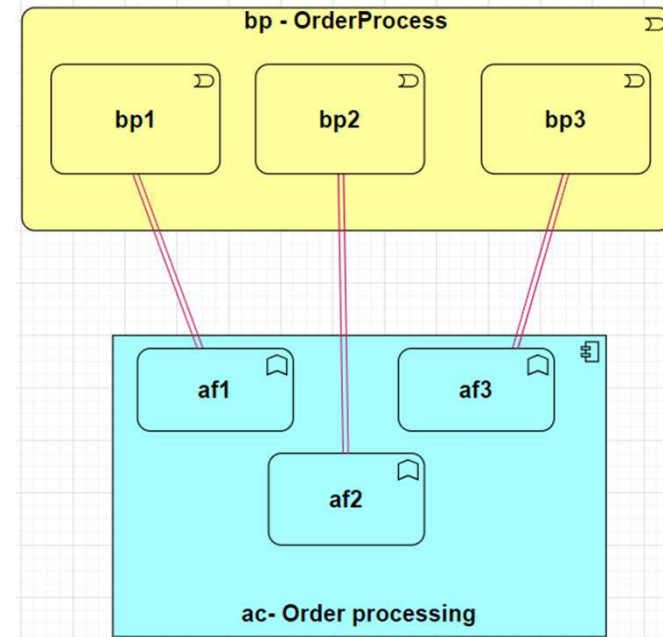 bp - OrderProcess
bp1
bp2
bp3
af1
af3
af2
ac- Order processing